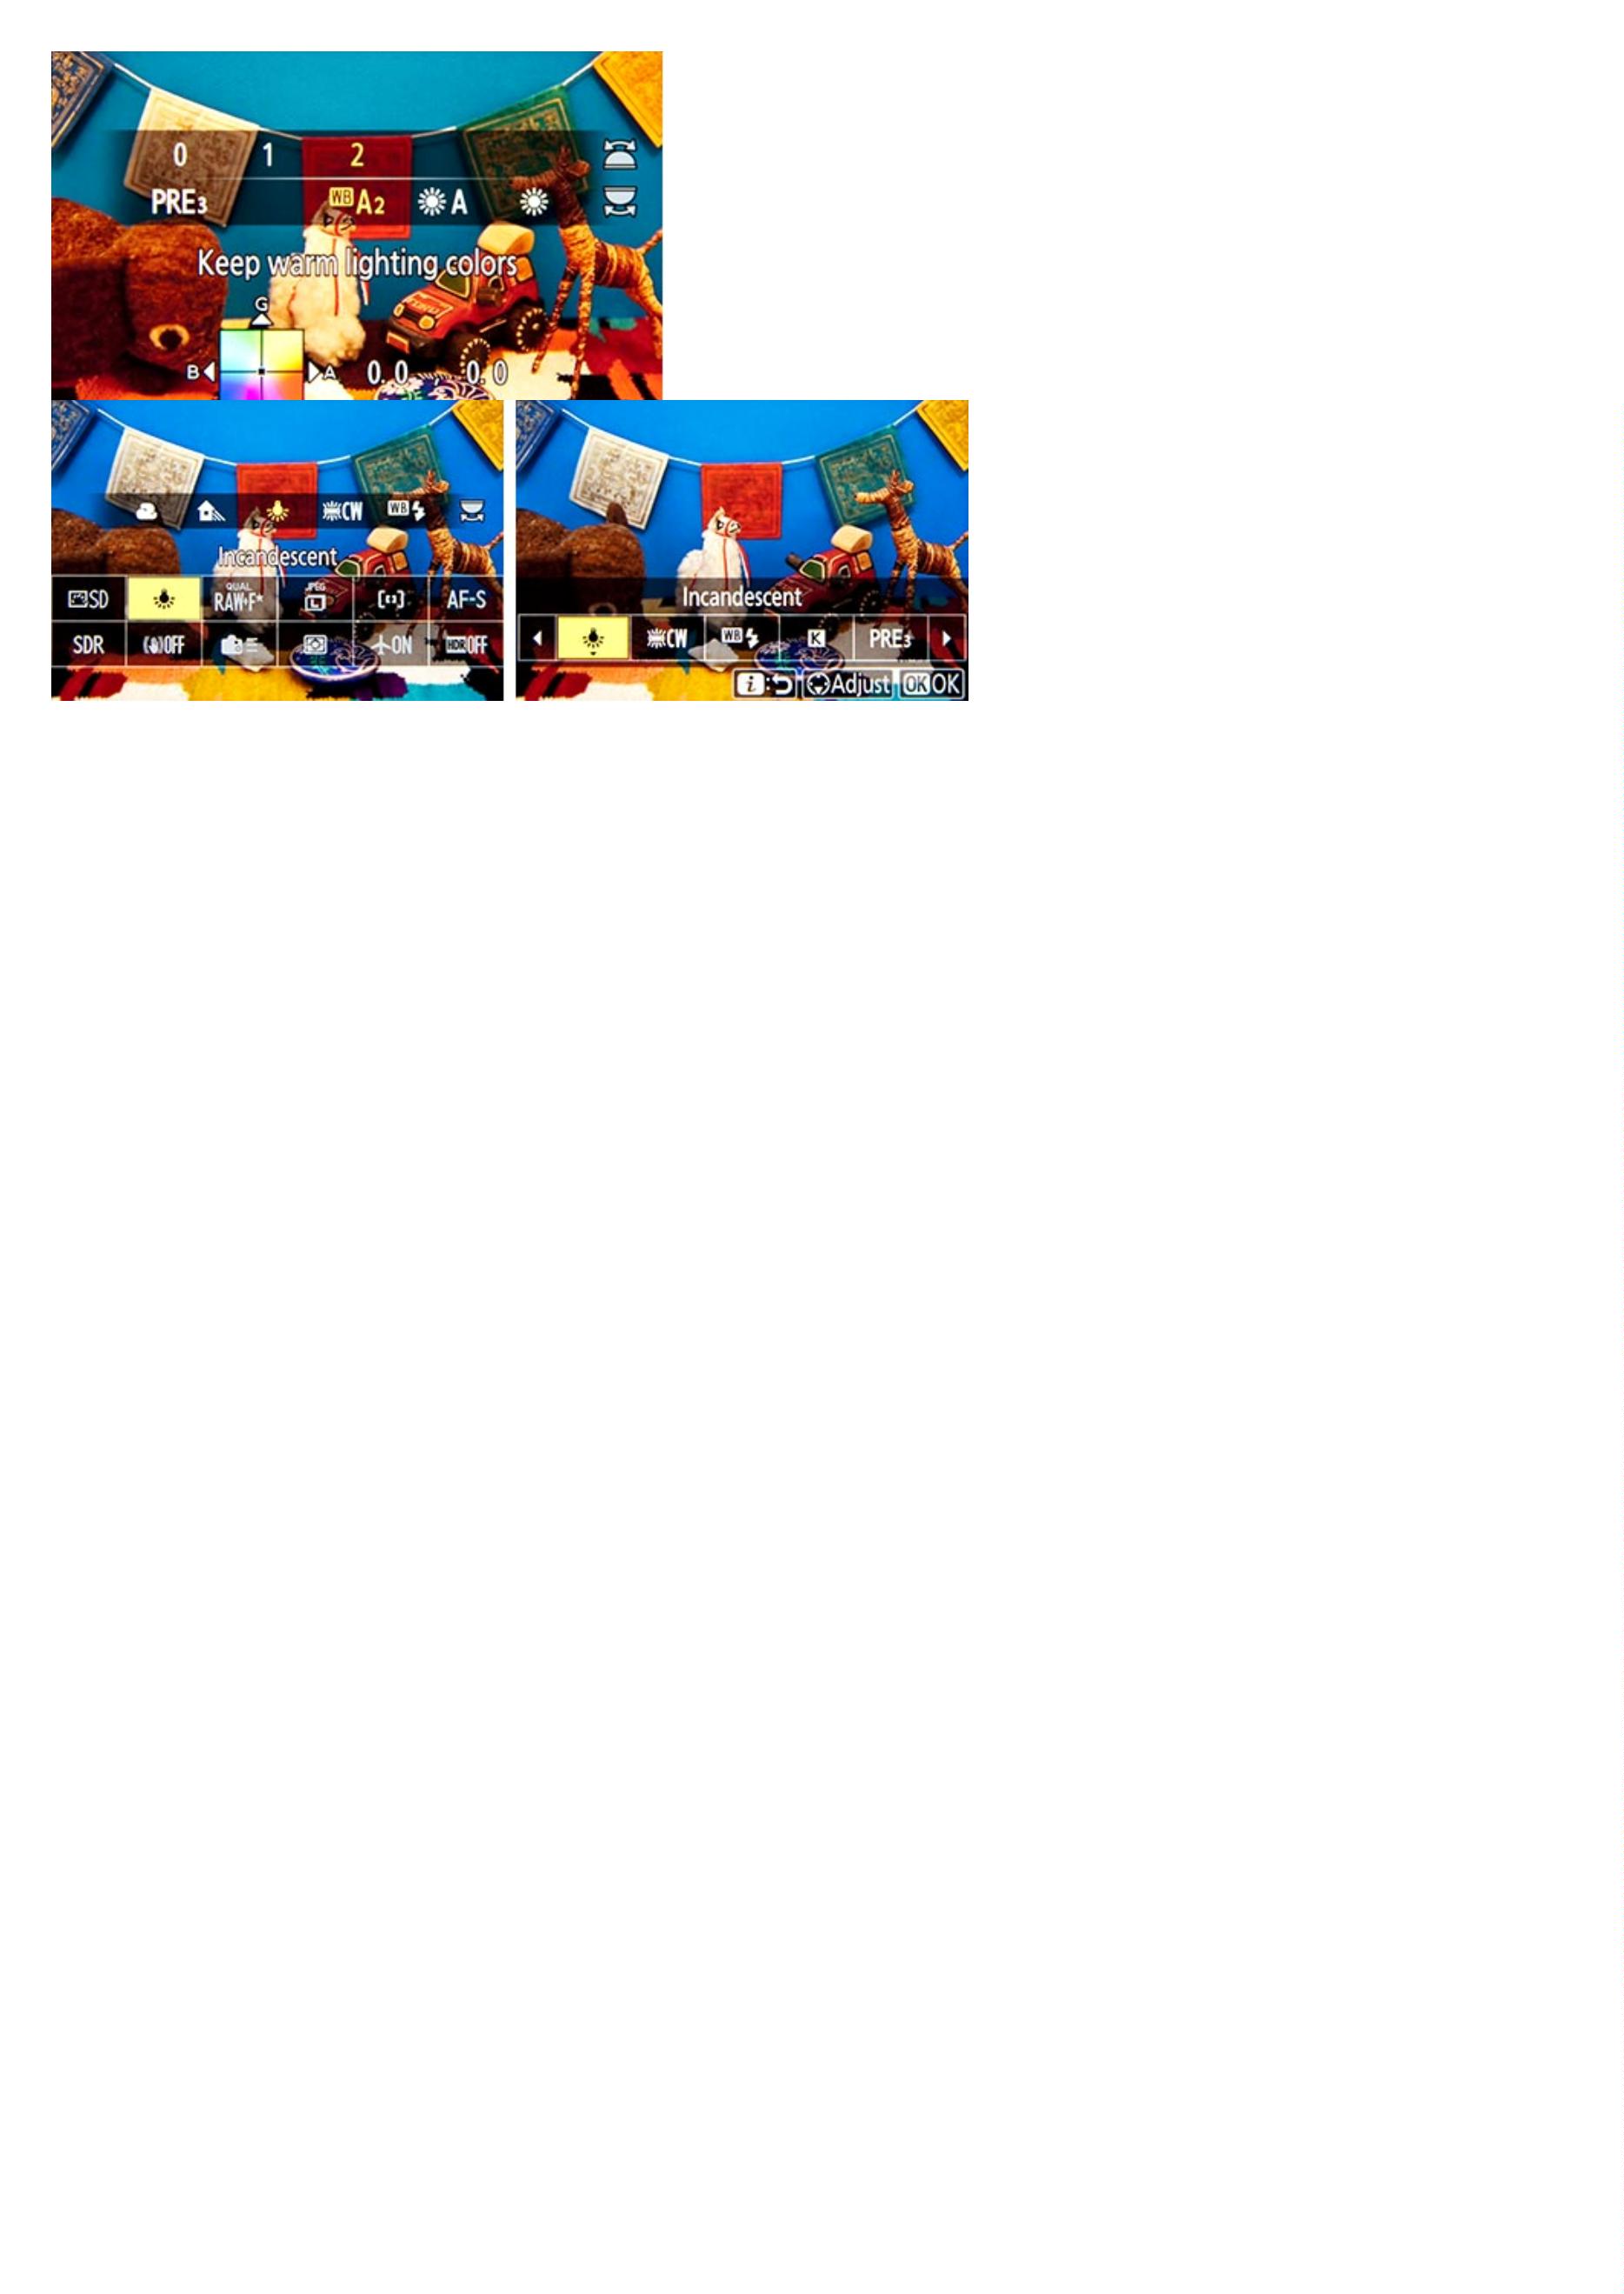 0 1 2
PRE3 WB A2 A
Keep warm lighting colors
G
B A 0.0 , 0.0
CW WB
Incandescent
SD QUAL RAW+F★ JPEG L [ ] AF-S
SDR OFF ON HDR OFF
Incandescent
CW WB K PRE3
i Adjust OK OK